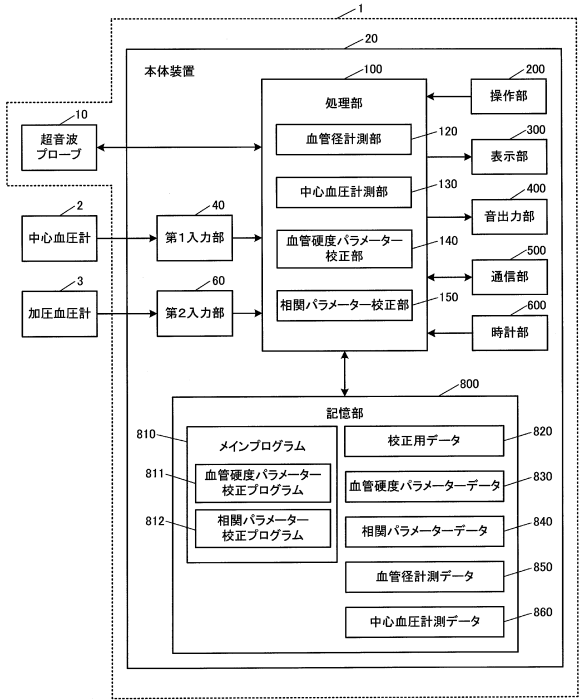 1
20
本体装置
100
処理部
200
操作部
10
超音波
プローブ
血管径計測部
120
300
表示部
2
中心血圧計
40
第1入力部
中心血圧計測部
130
400
音出力部
血管硬度パラメーター
校正部
140
500
通信部
3
加圧血圧計
60
第2入力部
相関パラメーター校正部
150
600
時計部
800
記憶部
810
メインプログラム
811
血管硬度パラメーター
校正プログラム
812
相関パラメーター
校正プログラム
校正用データ
820
血管硬度パラメーターデータ
830
相関パラメーターデータ
840
血管径計測データ
850
中心血圧計測データ
860